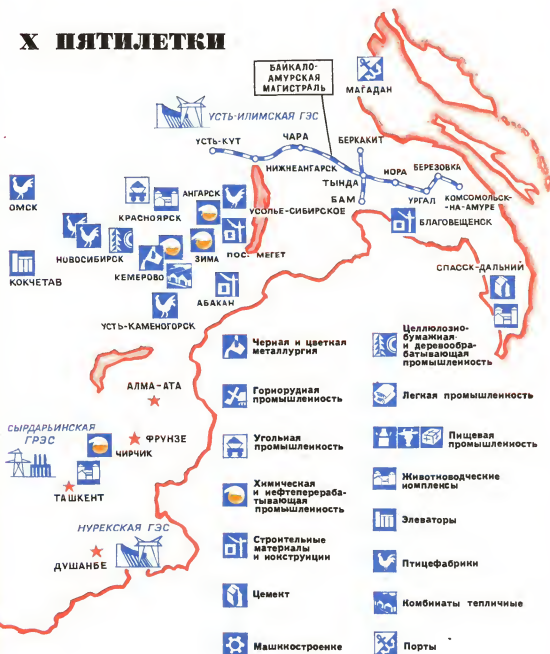 X ПЯТИЛЕТКИ
БАЙКАЛО-
АМУРСКАЯ
МАГИСТРАЛЬ
МАГАДАН
УСТЬ-ИЛИМСКАЯ ГЭС
УСТЬ-КУТ
ЧАРА
БЕРКАКИТ
НИЖНЕАНГАРСК
ТЫНДА
БАМ
ИОРА
БЕРЕЗОВКА
УРГАЛ
КОМСОМОЛЬСК-
-НА-АМУРЕ
БЛАГОВЕЩЕНСК
ОМСК
КРАСНОЯРСК
АНГАРСК
УСОЛЬЕ-СИБИРСКОЕ
НОВОСИБИРСК
ЗИМА
ПОС. МЕГЕТ
КЕМЕРОВО
КОКЧЕТАВ
АБАКАН
УСТЬ-КАМЕНОГОРСК
СПАССК-ДАЛЬНИЙ
АЛМА-АТА
СЫРДАРЬИНСКАЯ
ГРЭС
ФРУНЗЕ
ЧИРЧИК
ТАШКЕНТ
НУРЕКСКАЯ ГЭС
ДУШАНБЕ
Черная и цветная
металлургия
Горнорудная
промышленность
Угольная
промышленность
Химическая
и нефтеперераба-
тывающая
промышленность
Строительные
материалы
и конструкции
Цемент
Машиностроение
Целлюлозно-
бумажная
и деревообра-
батывающая
промышленность
Легкая промышленность
Пищевая
промышленность
Животноводческие
комплексы
Элеваторы
Птицефабрики
Комбинаты тепличные
Порты